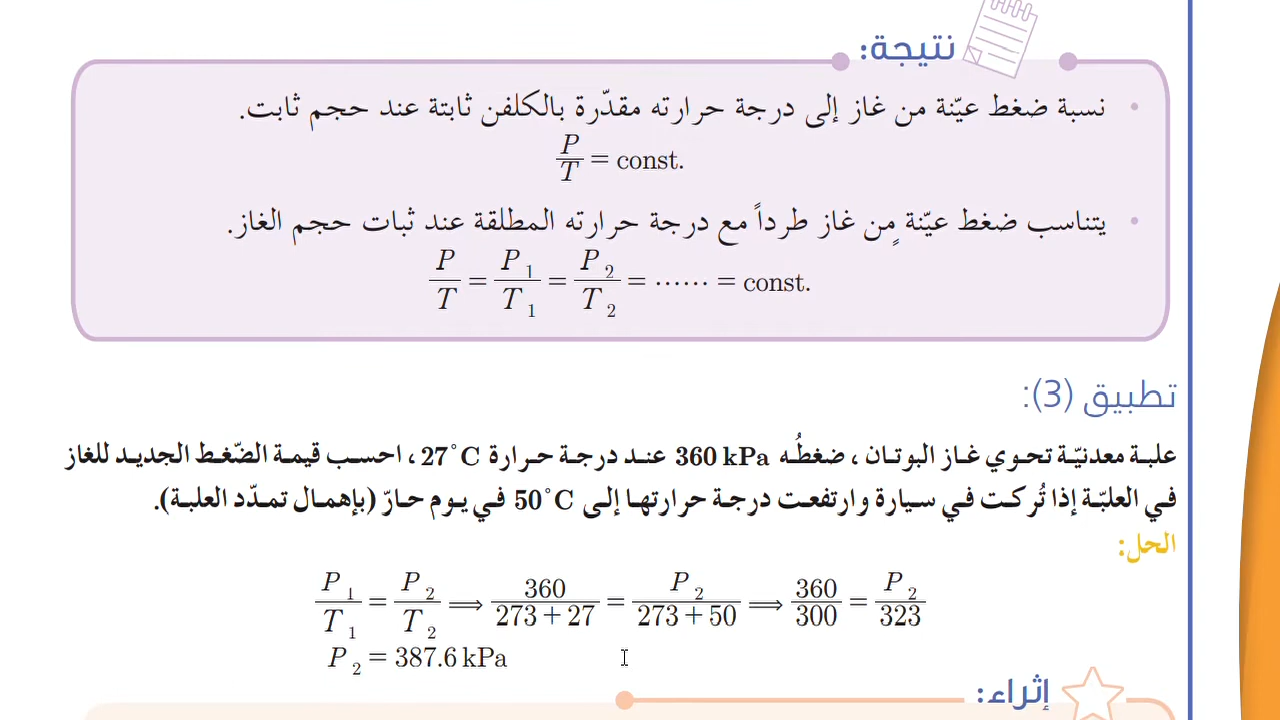 نتيجة:
• نسبة ضغط عيّنة من غاز إلى درجة حرارته مقدّرة بالكلفن ثابتة عند حجم ثابت.
P/T = const.
• يتناسب ضغط عيّنةٍ من غاز طرداً مع درجة حرارته المطلقة عند ثبات حجم الغاز.
P/T = P₁/T₁ = P₂/T₂ = ...... = const.
تطبيق (3):
علبة معدنيّة تحوي غاز البوتان، ضغطُه 360 kPa عند درجة حرارة 27°C، احسب قيمة الضّغط الجديد للغاز
في العلبّة إذا تُركت في سيارة وارتفعت درجة حرارتها إلى 50°C في يوم حارّ (بإهمال تمدّد العلبة).
الحل:
P₁/T₁ = P₂/T₂ ⟹ 360/(273 + 27) = P₂/(273 + 50) ⟹ 360/300 = P₂/323
P₂ = 387.6 kPa
إثراء: